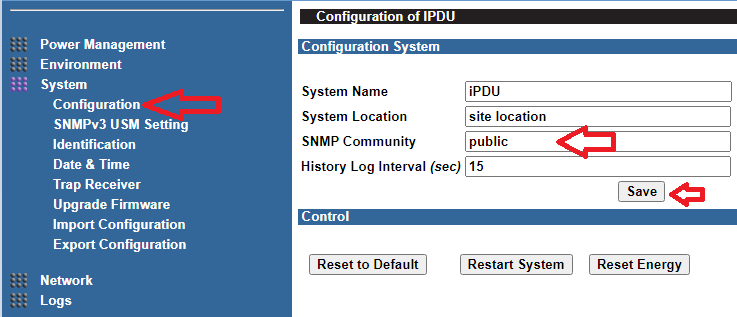 Configuration of IPDU
Power Management
Environment
System
Configuration
SNMPv3 USM Setting
Identification
Date & Time
Trap Receiver
Upgrade Firmware
Import Configuration
Export Configuration
Network
Logs
Configuration System
System Name iPDU
System Location site location
SNMP Community public
History Log Interval (sec) 15
Save
Control
Reset to Default Restart System Reset Energy